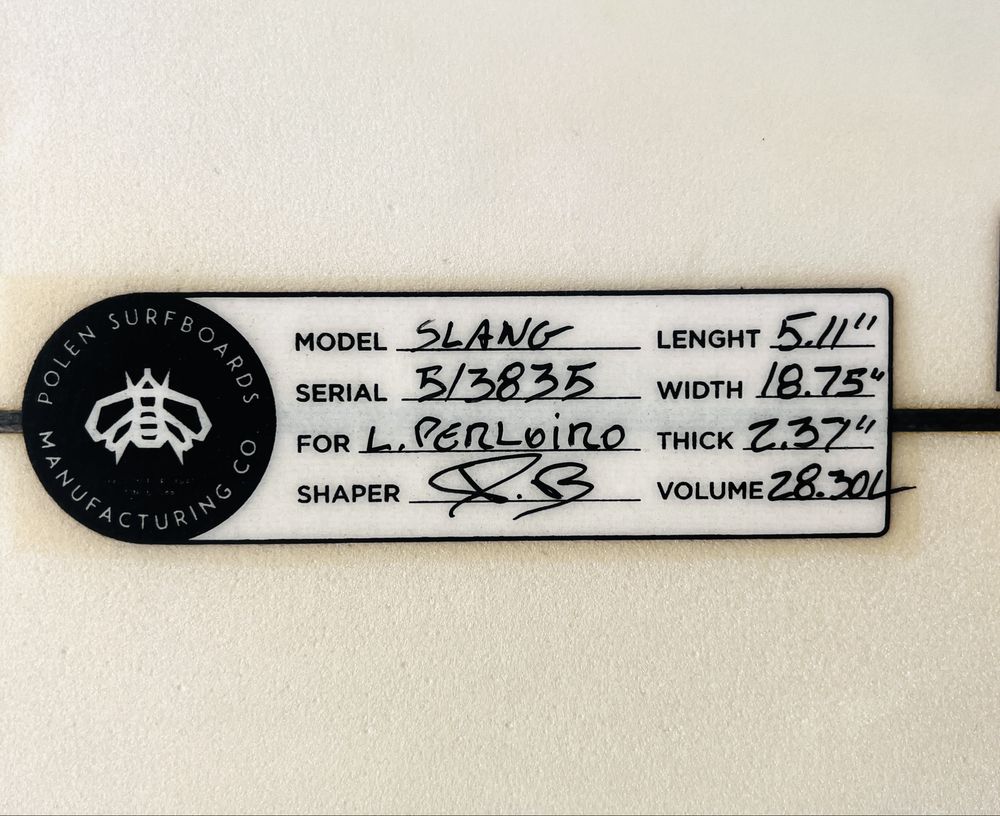 POLEN SURFBOARDS
MANUFACTURING CO
MODEL SLANG
SERIAL 513835
FOR L. PERLOIRO
SHAPER
LENGHT 5.11"
WIDTH 18.75"
THICK 2.37"
VOLUME 28.30L